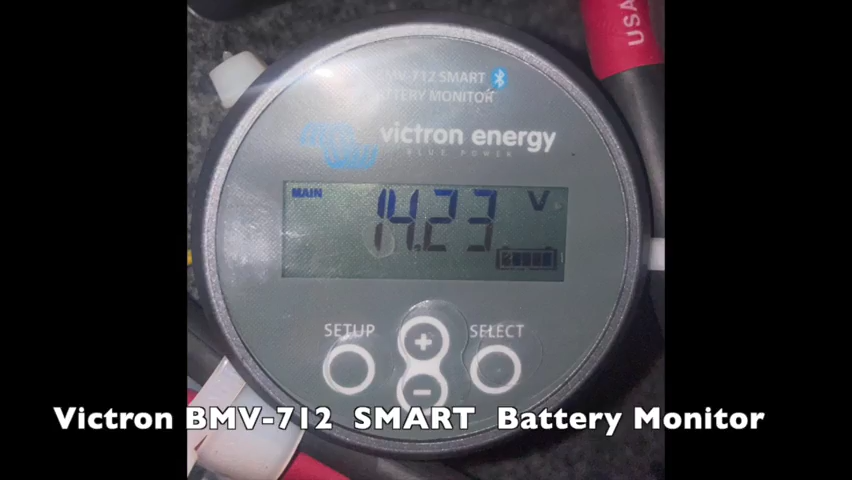 USA
BMV-712 SMART
BATTERY MONITOR
victron energy
BLUE POWER
MAIN
14.23 V
SETUP
+
SELECT
-
Victron BMV-712 SMART Battery Monitor